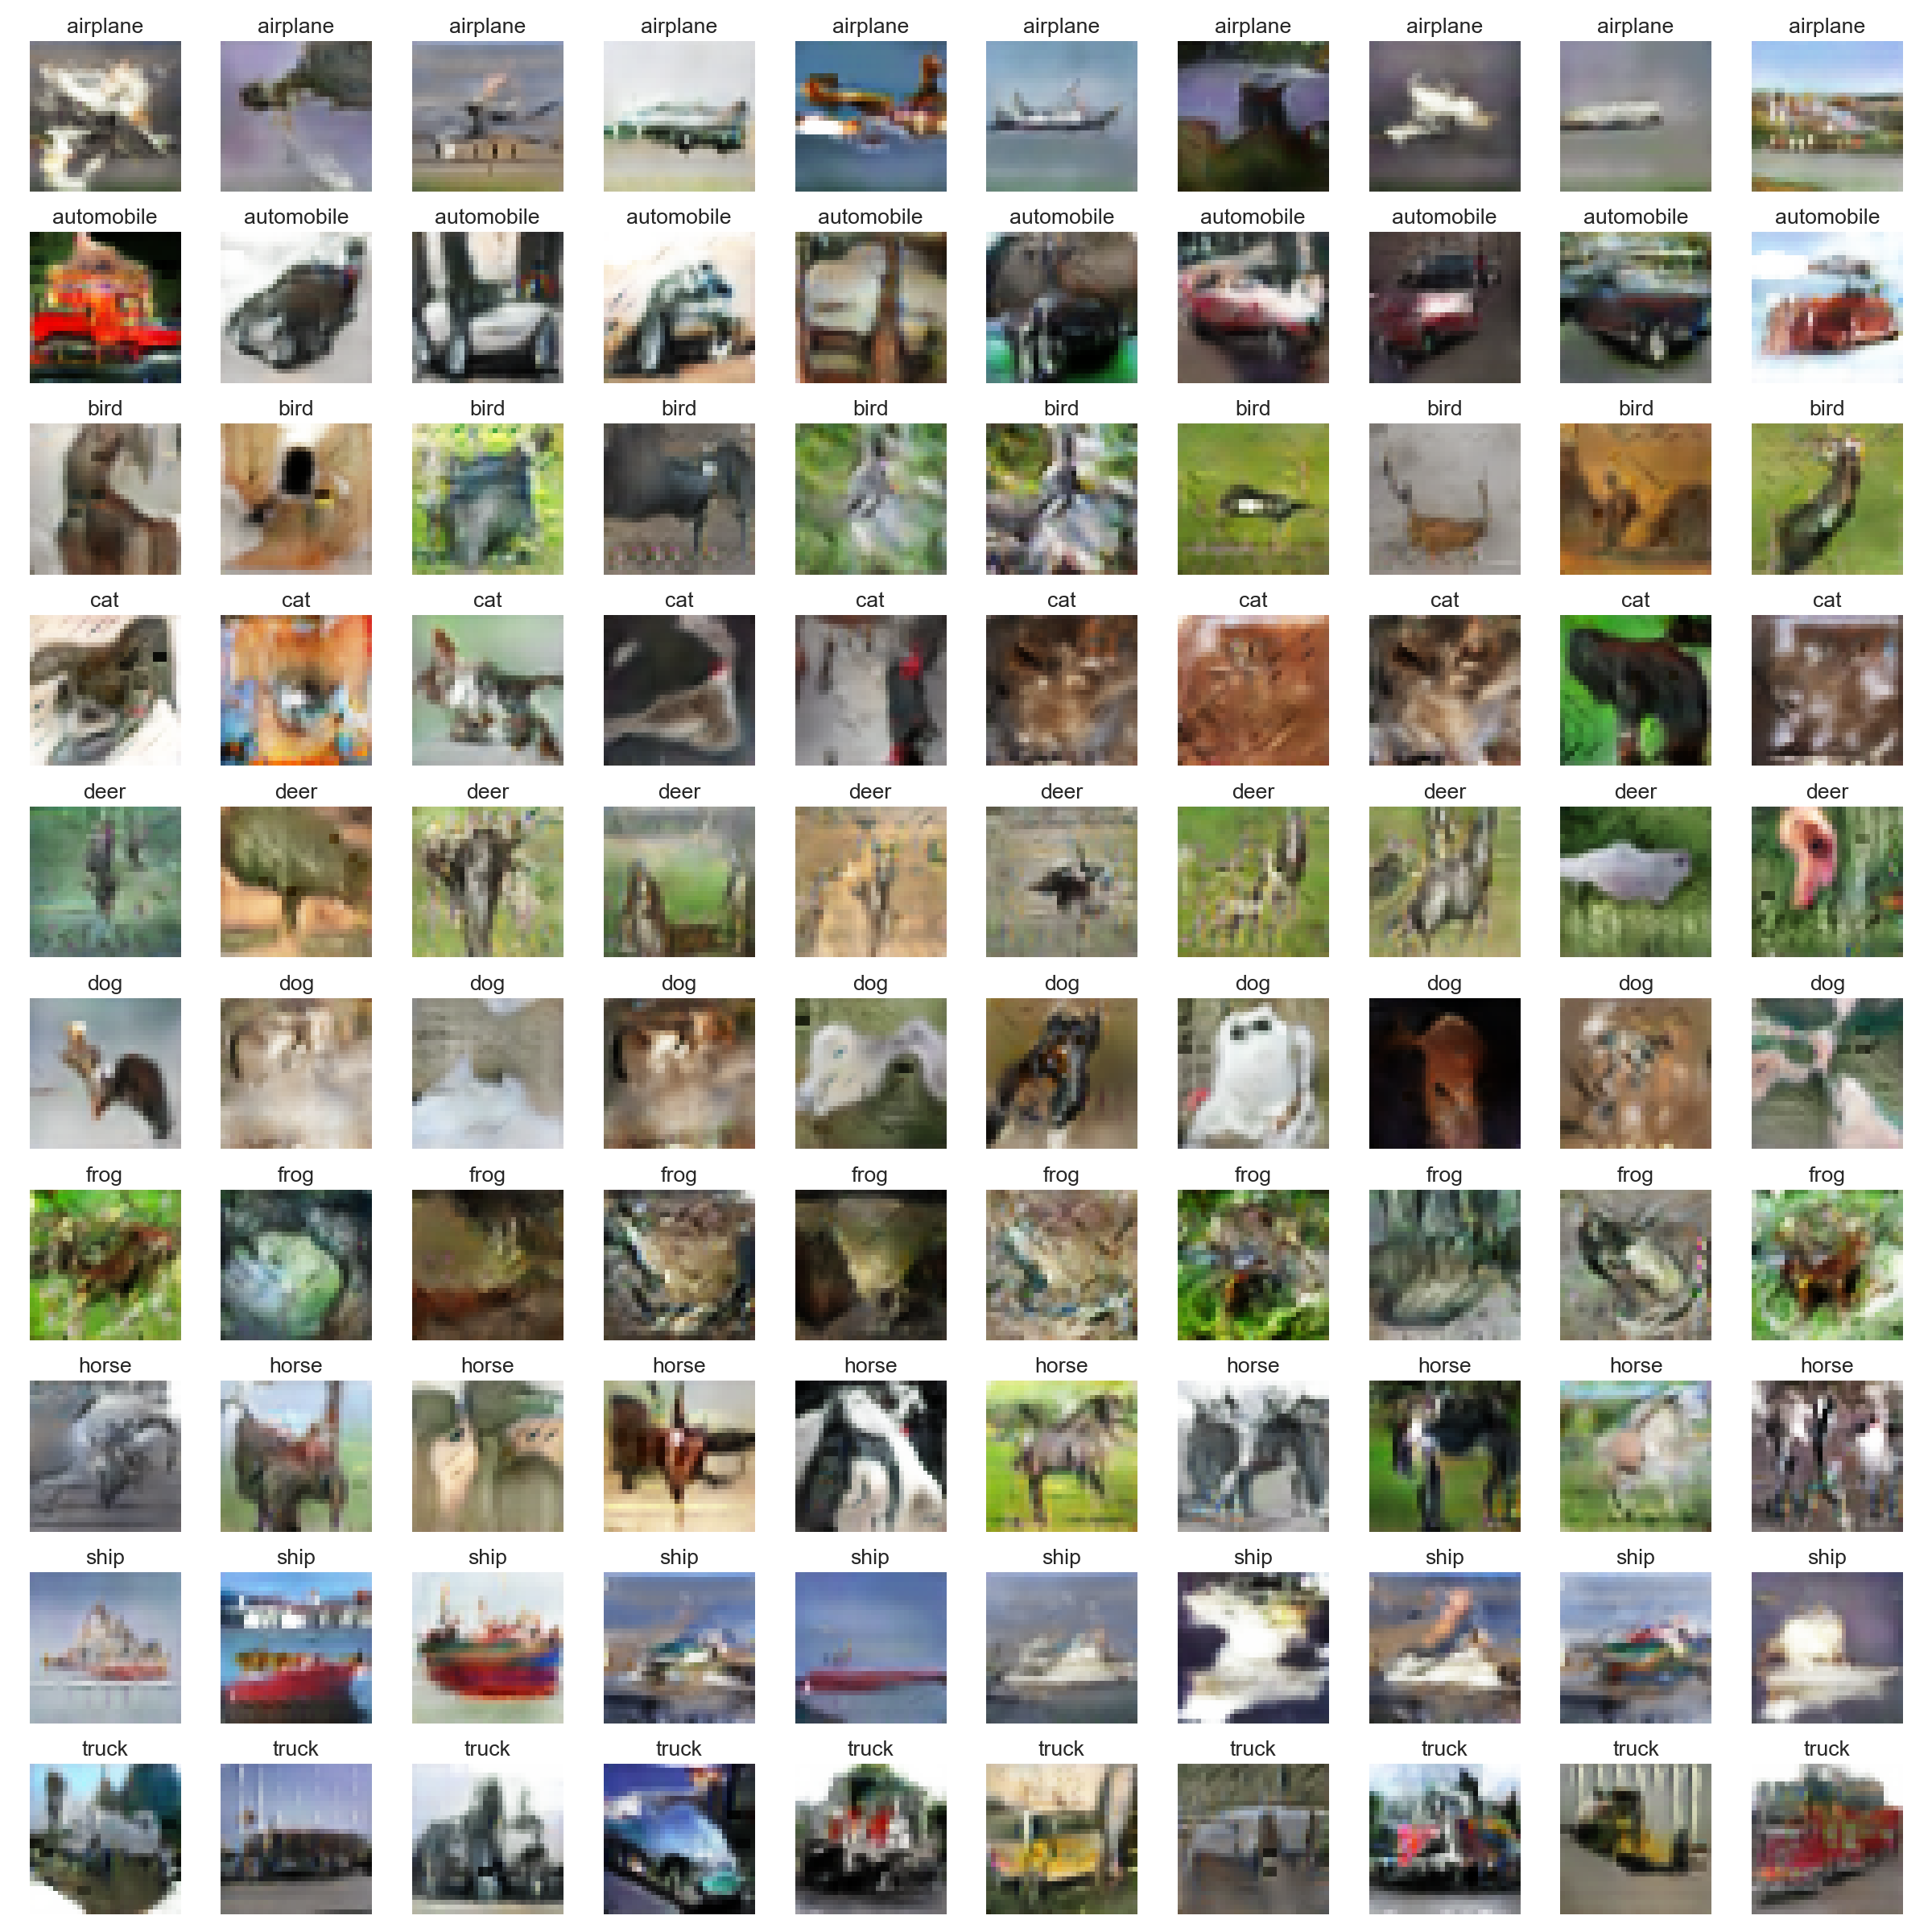 airplane airplane airplane airplane airplane airplane airplane airplane airplane airplane
automobile automobile automobile automobile automobile automobile automobile automobile automobile automobile
bird bird bird bird bird bird bird bird bird bird
cat cat cat cat cat cat cat cat cat cat
deer deer deer deer deer deer deer deer deer deer
dog dog dog dog dog dog dog dog dog dog
frog frog frog frog frog frog frog frog frog frog
horse horse horse horse horse horse horse horse horse horse
ship ship ship ship ship ship ship ship ship ship
truck truck truck truck truck truck truck truck truck truck